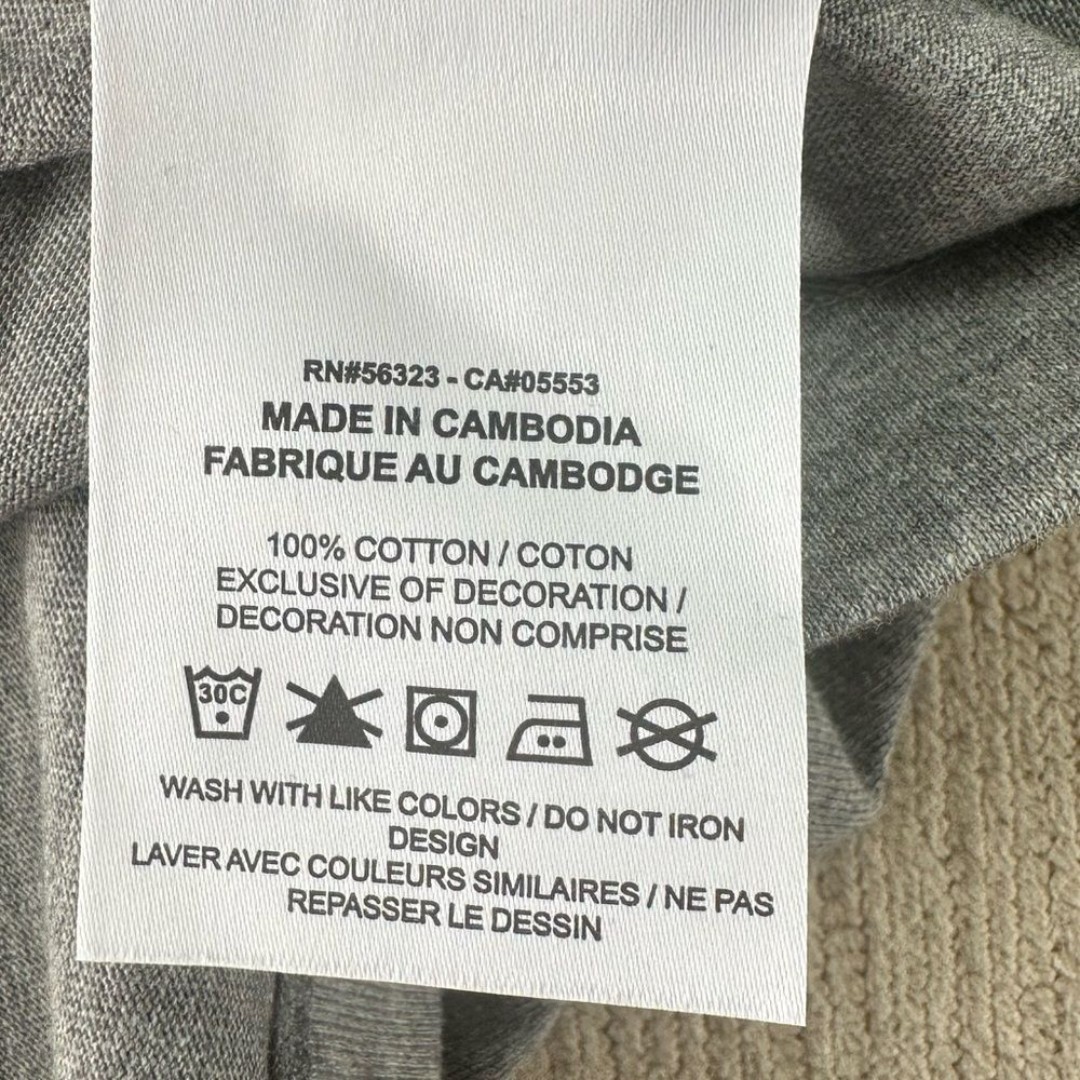 RN#56323 - CA#05553
MADE IN CAMBODIA
FABRIQUE AU CAMBODGE
100% COTTON / COTON
EXCLUSIVE OF DECORATION /
DECORATION NON COMPRISE
30C
WASH WITH LIKE COLORS / DO NOT IRON
DESIGN
LAVER AVEC COULEURS SIMILAIRES / NE PAS
REPASSER LE DESSIN